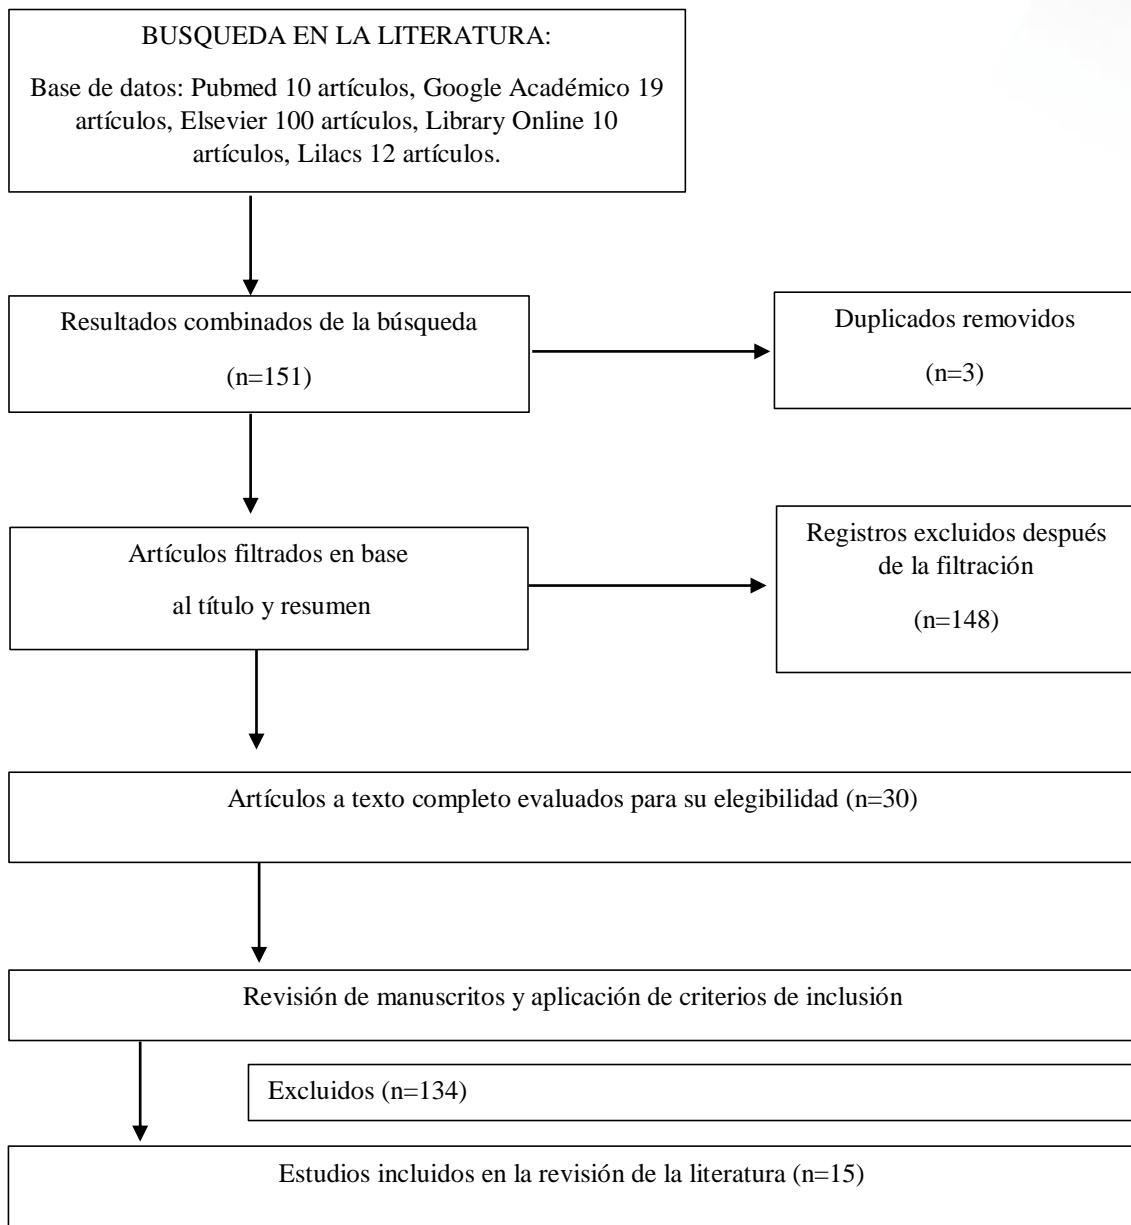 BUSQUEDA EN LA LITERATURA:
Base de datos: Pubmed 10 artículos, Google Académico 19
artículos, Elsevier 100 artículos, Library Online 10
artículos, Lilacs 12 artículos.
Resultados combinados de la búsqueda
(n=151)
Duplicados removidos
(n=3)
Artículos filtrados en base
al título y resumen
Registros excluidos después
de la filtración
(n=148)
Artículos a texto completo evaluados para su elegibilidad (n=30)
Revisión de manuscritos y aplicación de criterios de inclusión
Excluidos (n=134)
Estudios incluidos en la revisión de la literatura (n=15)